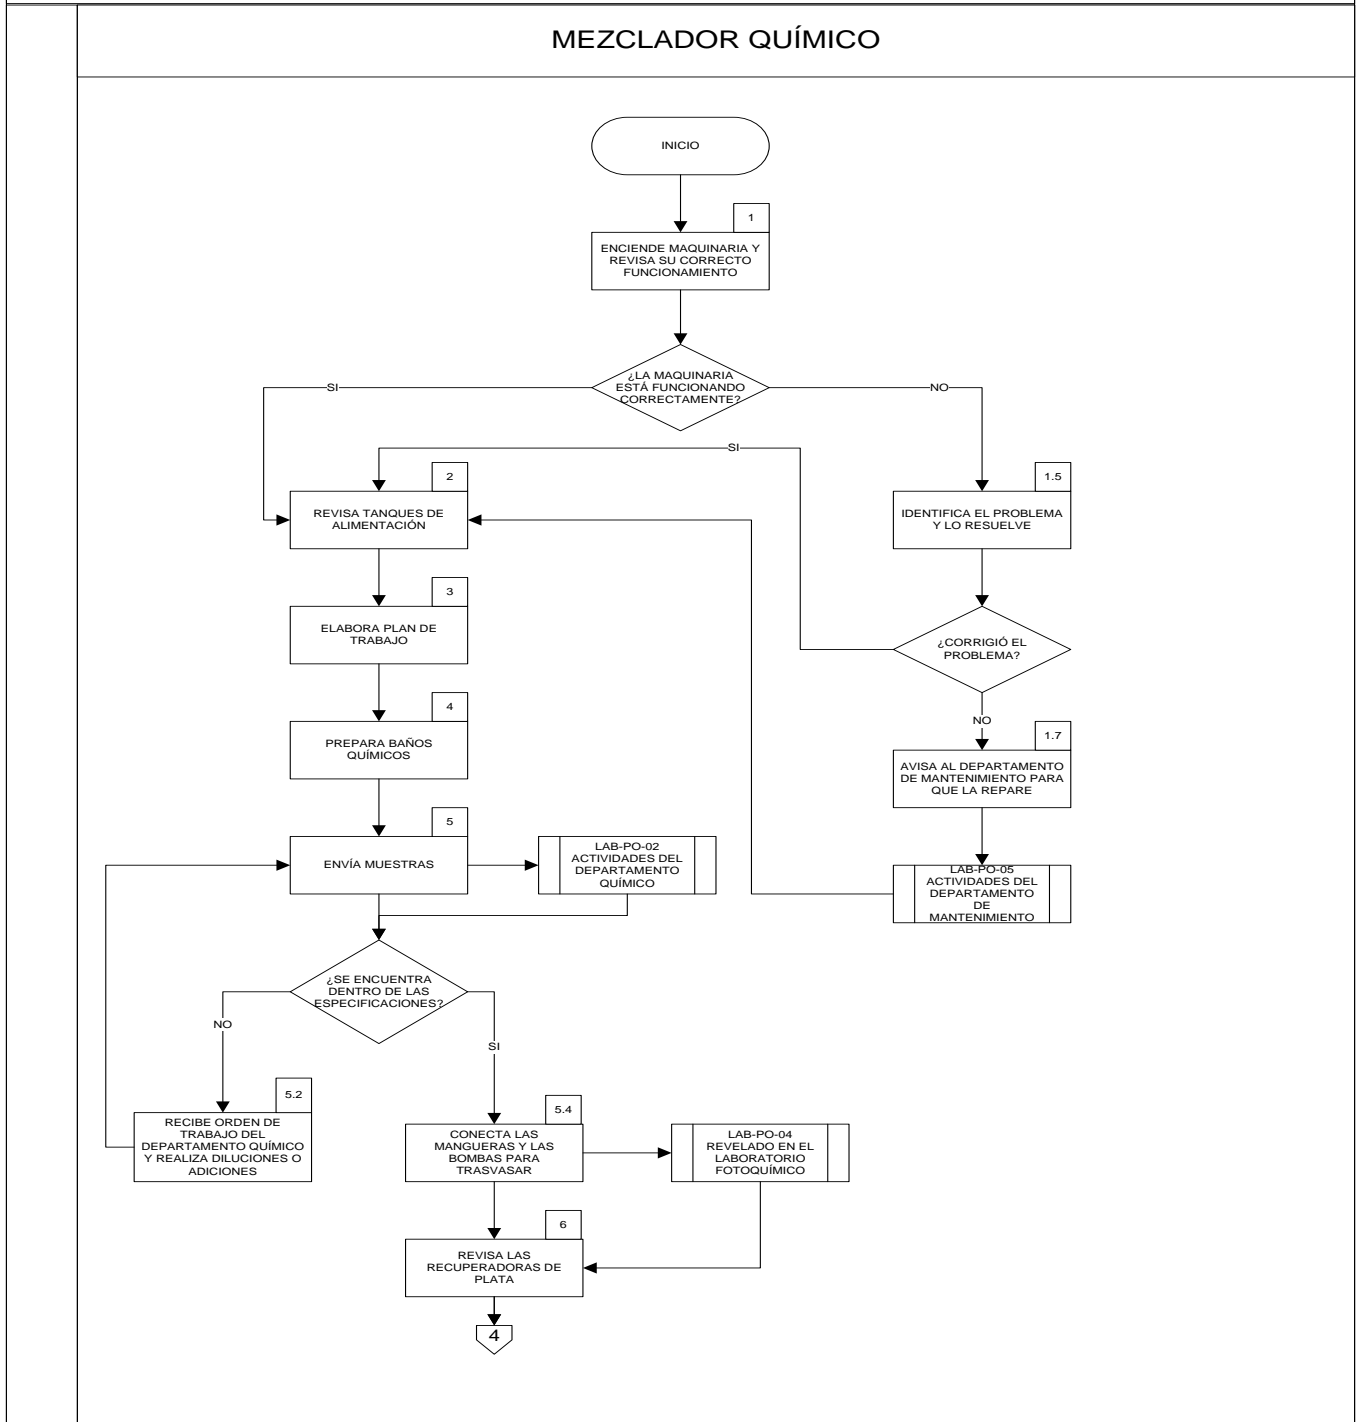 MEZCLADOR QUÍMICO
INICIO
1
ENCIENDE MAQUINARIA Y
REVISA SU CORRECTO
FUNCIONAMIENTO
¿LA MAQUINARIA
ESTÁ FUNCIONANDO
CORRECTAMENTE?
SI
NO
SI
2
REVISA TANQUES DE
ALIMENTACIÓN
1.5
IDENTIFICA EL PROBLEMA
Y LO RESUELVE
3
ELABORA PLAN DE
TRABAJO
¿CORRIGIÓ EL
PROBLEMA?
NO
4
PREPARA BAÑOS
QUÍMICOS
1.7
AVISA AL DEPARTAMENTO
DE MANTENIMIENTO PARA
QUE LA REPARE
5
ENVÍA MUESTRAS
LAB-PO-02
ACTIVIDADES DEL
DEPARTAMENTO
QUÍMICO
LAB-PO-05
ACTIVIDADES DEL
DEPARTAMENTO
DE
MANTENIMIENTO
¿SE ENCUENTRA
DENTRO DE LAS
ESPECIFICACIONES?
NO
SI
5.2
RECIBE ORDEN DE
TRABAJO DEL
DEPARTAMENTO QUÍMICO
Y REALIZA DILUCIONES O
ADICIONES
5.4
CONECTA LAS
MANGUERAS Y LAS
BOMBAS PARA
TRASVASAR
LAB-PO-04
REVELADO EN EL
LABORATORIO
FOTOQUÍMICO
6
REVISA LAS
RECUPERADORAS DE
PLATA
4